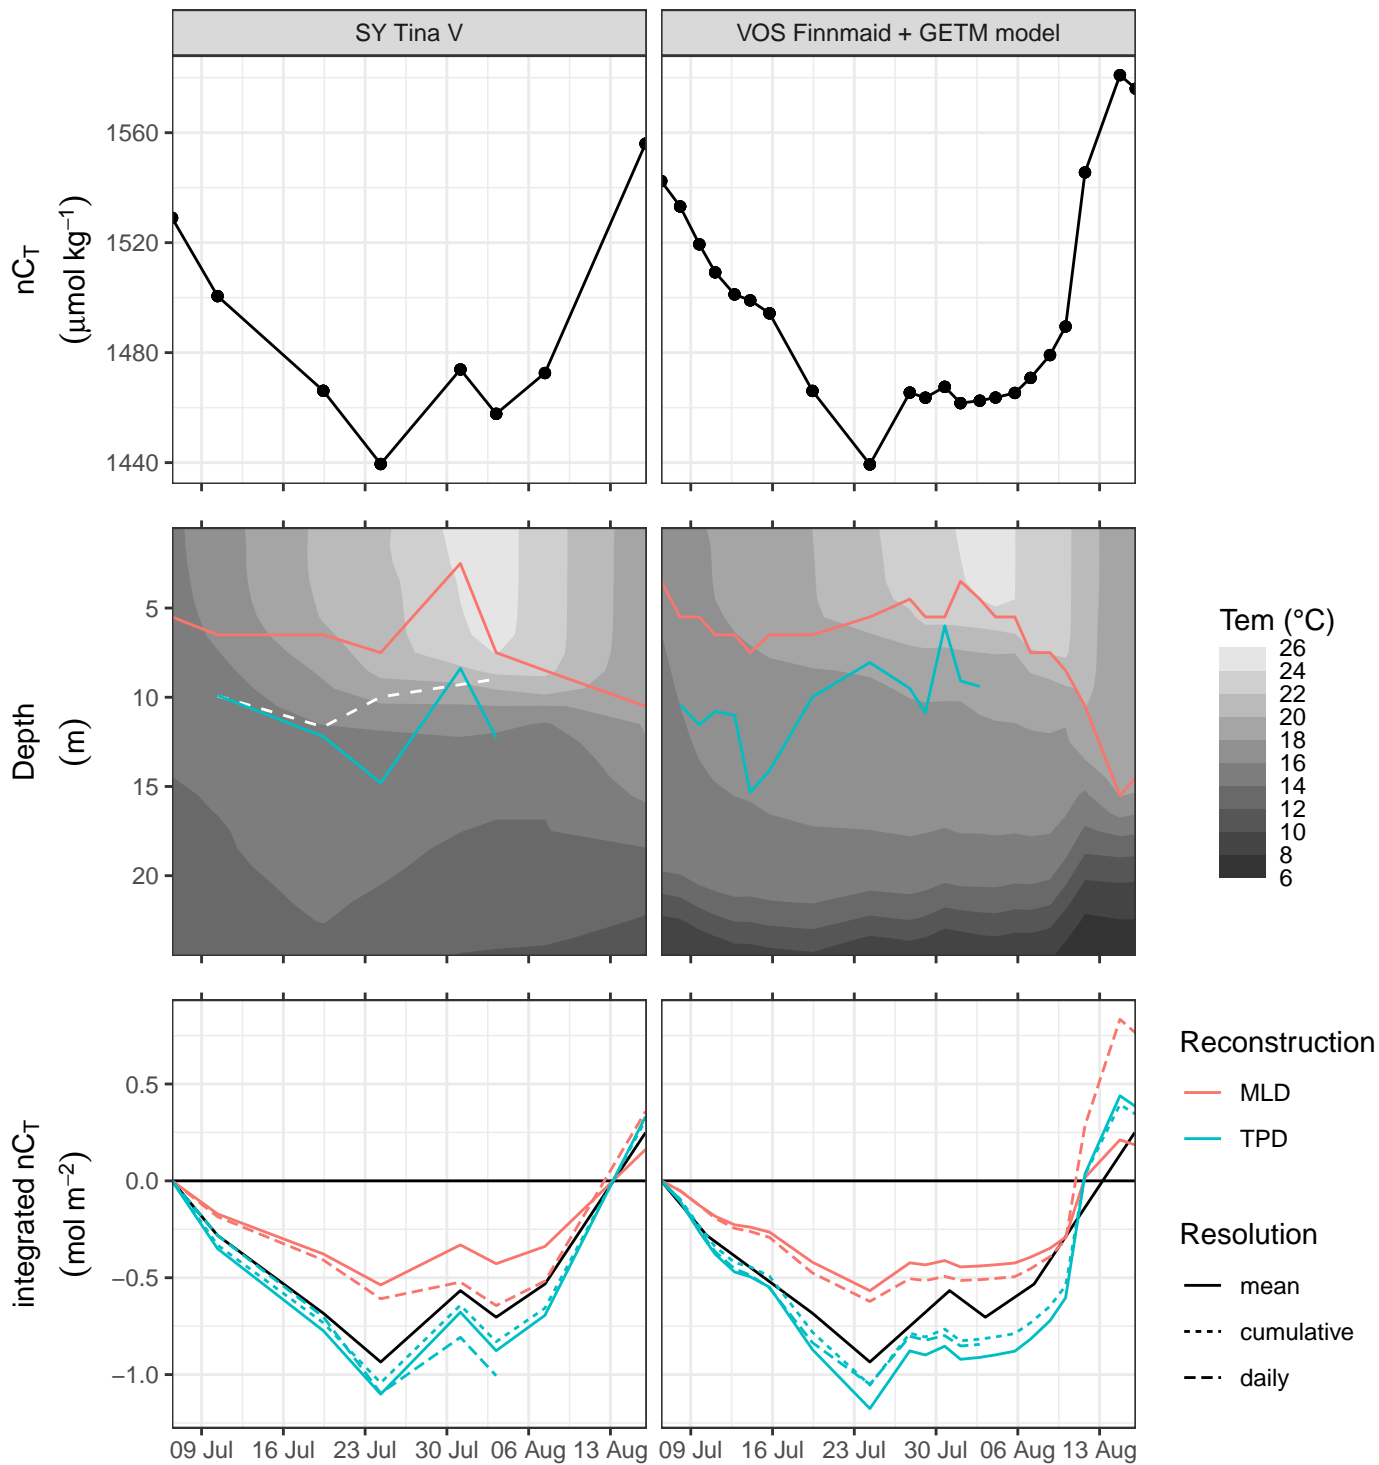 SY Tina V
VOS Finnmaid + GETM model
nC_T
(μmol kg⁻¹)
1560
1520
1480
1440
Depth
(m)
5
10
15
20
Tem (°C)
26
24
22
20
18
16
14
12
10
8
6
integrated nC_T
(mol m⁻²)
0.5
0.0
−0.5
−1.0
09 Jul 16 Jul 23 Jul 30 Jul 06 Aug 13 Aug
09 Jul 16 Jul 23 Jul 30 Jul 06 Aug 13 Aug
Reconstruction
MLD
TPD
Resolution
mean
cumulative
daily